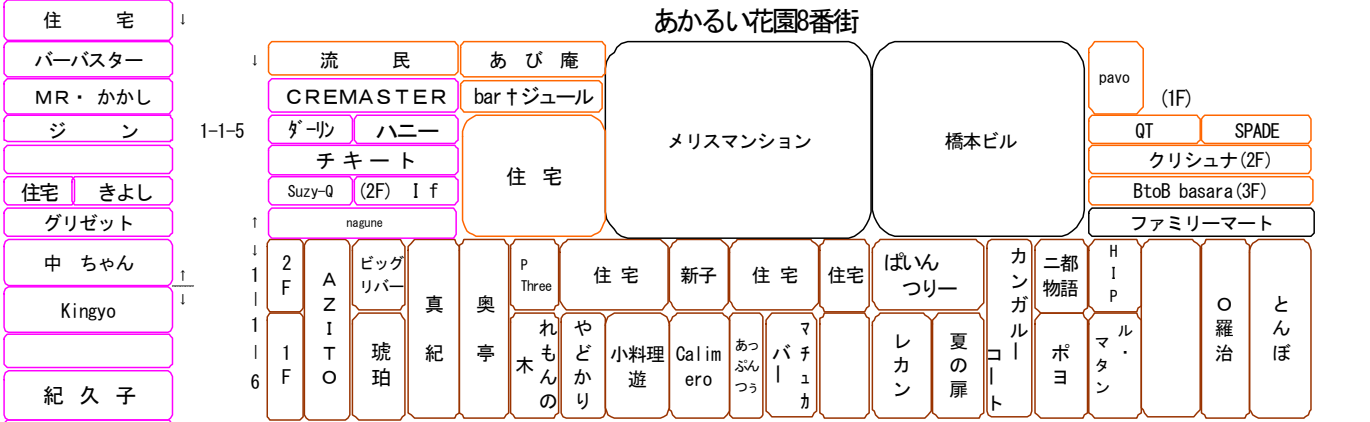 あかるい花園8番街
住 宅
↓
バーバスター
MR・ かかし
ジ ン
住宅
きよし
グリゼット
中 ちゃん
↑
↓
Kingyo
紀 久 子
1-1-5
↓
流 民
あ び 庵
CREMASTER
bar†ジュール
ダーリン
ハニー
チ キ ー ト
住 宅
Suzy-Q
(2F) I f
↑
nagune
メリスマンション
橋本ビル
pavo
(1F)
QT
SPADE
クリシュナ(2F)
BtoB basara(3F)
ファミリーマート
↓
1|1|6
2F
1F
AZITO
ビッグ
リバー
琥珀
真紀
奥亭
P
Three
れもんの
木
住 宅
やどかり
小料理
遊
新子
Calim
ero
住 宅
あっ
ぷん
つぅ
マチュカ
バー
住宅
ぱいん
つりー
レカン
夏の扉
カンガルー
コート
二都
物語
ポヨ
HIP
ル・
マタン
O羅治
とんぼ